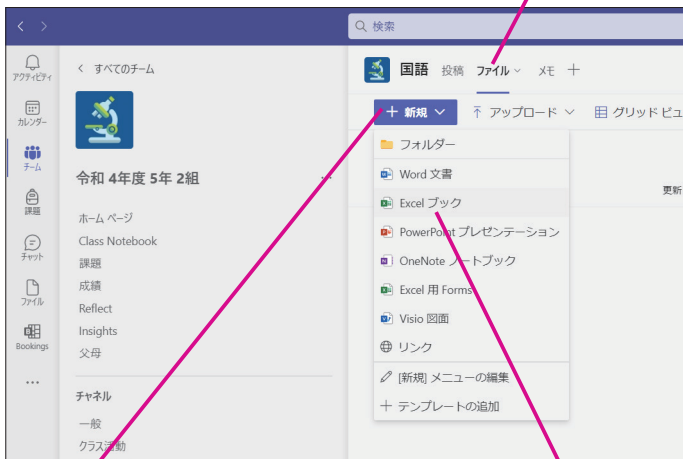 検索
アクティビティ
カレンダー
チーム
課題
チャット
ファイル
Bookings
すべてのチーム
令和 4年度 5年 2組
ホーム ページ
Class Notebook
課題
成績
Reflect
Insights
父母
チャネル
一般
クラス活動
国語 投稿 ファイル メモ
新規 アップロード グリッド ビュ
フォルダー
Word 文書
更新
Excel ブック
PowerPoint プレゼンテーション
OneNote ノートブック
Excel 用 Forms
Visio 図面
リンク
[新規] メニューの編集
テンプレートの追加